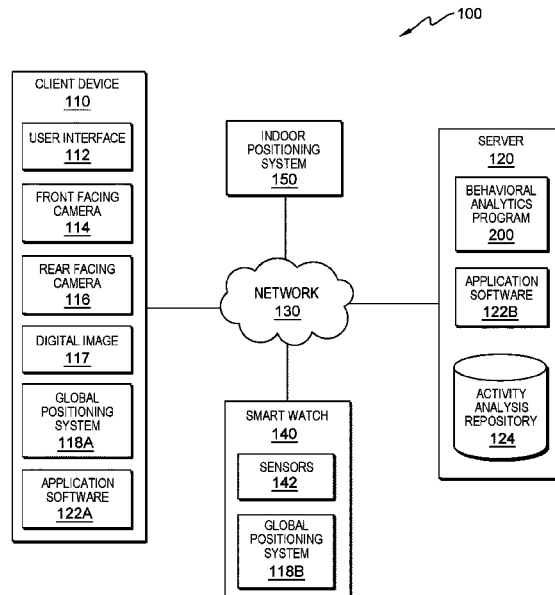 100
CLIENT DEVICE
110
USER INTERFACE
112
FRONT FACING
CAMERA
114
REAR FACING
CAMERA
116
DIGITAL IMAGE
117
GLOBAL
POSITIONING
SYSTEM
118A
APPLICATION
SOFTWARE
122A
INDOOR
POSITIONING
SYSTEM
150
NETWORK
130
SMART WATCH
140
SENSORS
142
GLOBAL
POSITIONING
SYSTEM
118B
SERVER
120
BEHAVIORAL
ANALYTICS
PROGRAM
200
APPLICATION
SOFTWARE
122B
ACTIVITY
ANALYSIS
REPOSITORY
124